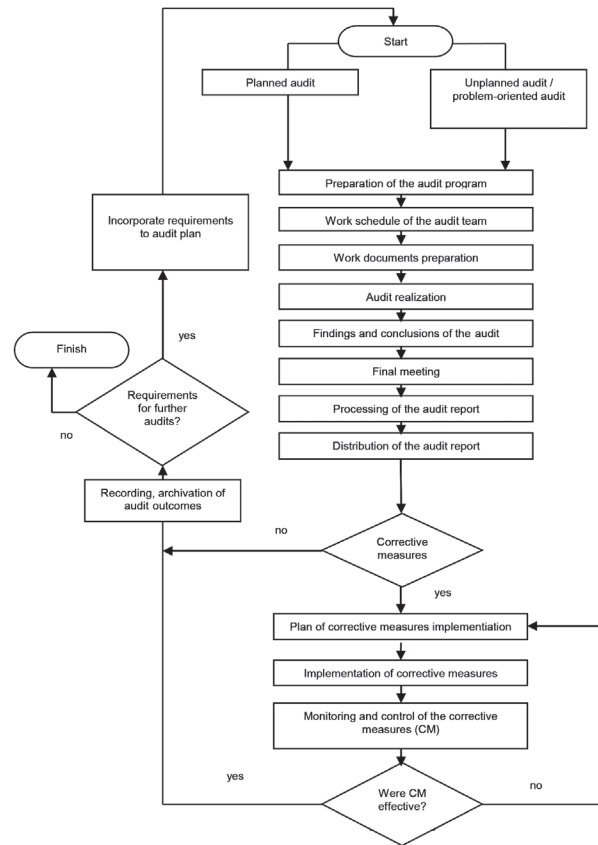 Start
Planned audit
Unplanned audit /
problem-oriented audit
Preparation of the audit program
Incorporate requirements
to audit plan
Work schedule of the audit team
Work documents preparation
Audit realization
yes
Findings and conclusions of the audit
Finish
Final meeting
Requirements
for further
audits?
no
Processing of the audit report
Distribution of the audit report
Recording, archivation of
audit outcomes
no
Corrective
measures
yes
Plan of corrective measures implementiation
Implementation of corrective measures
Monitoring and control of the corrective
measures (CM)
yes
Were CM
effective?
no